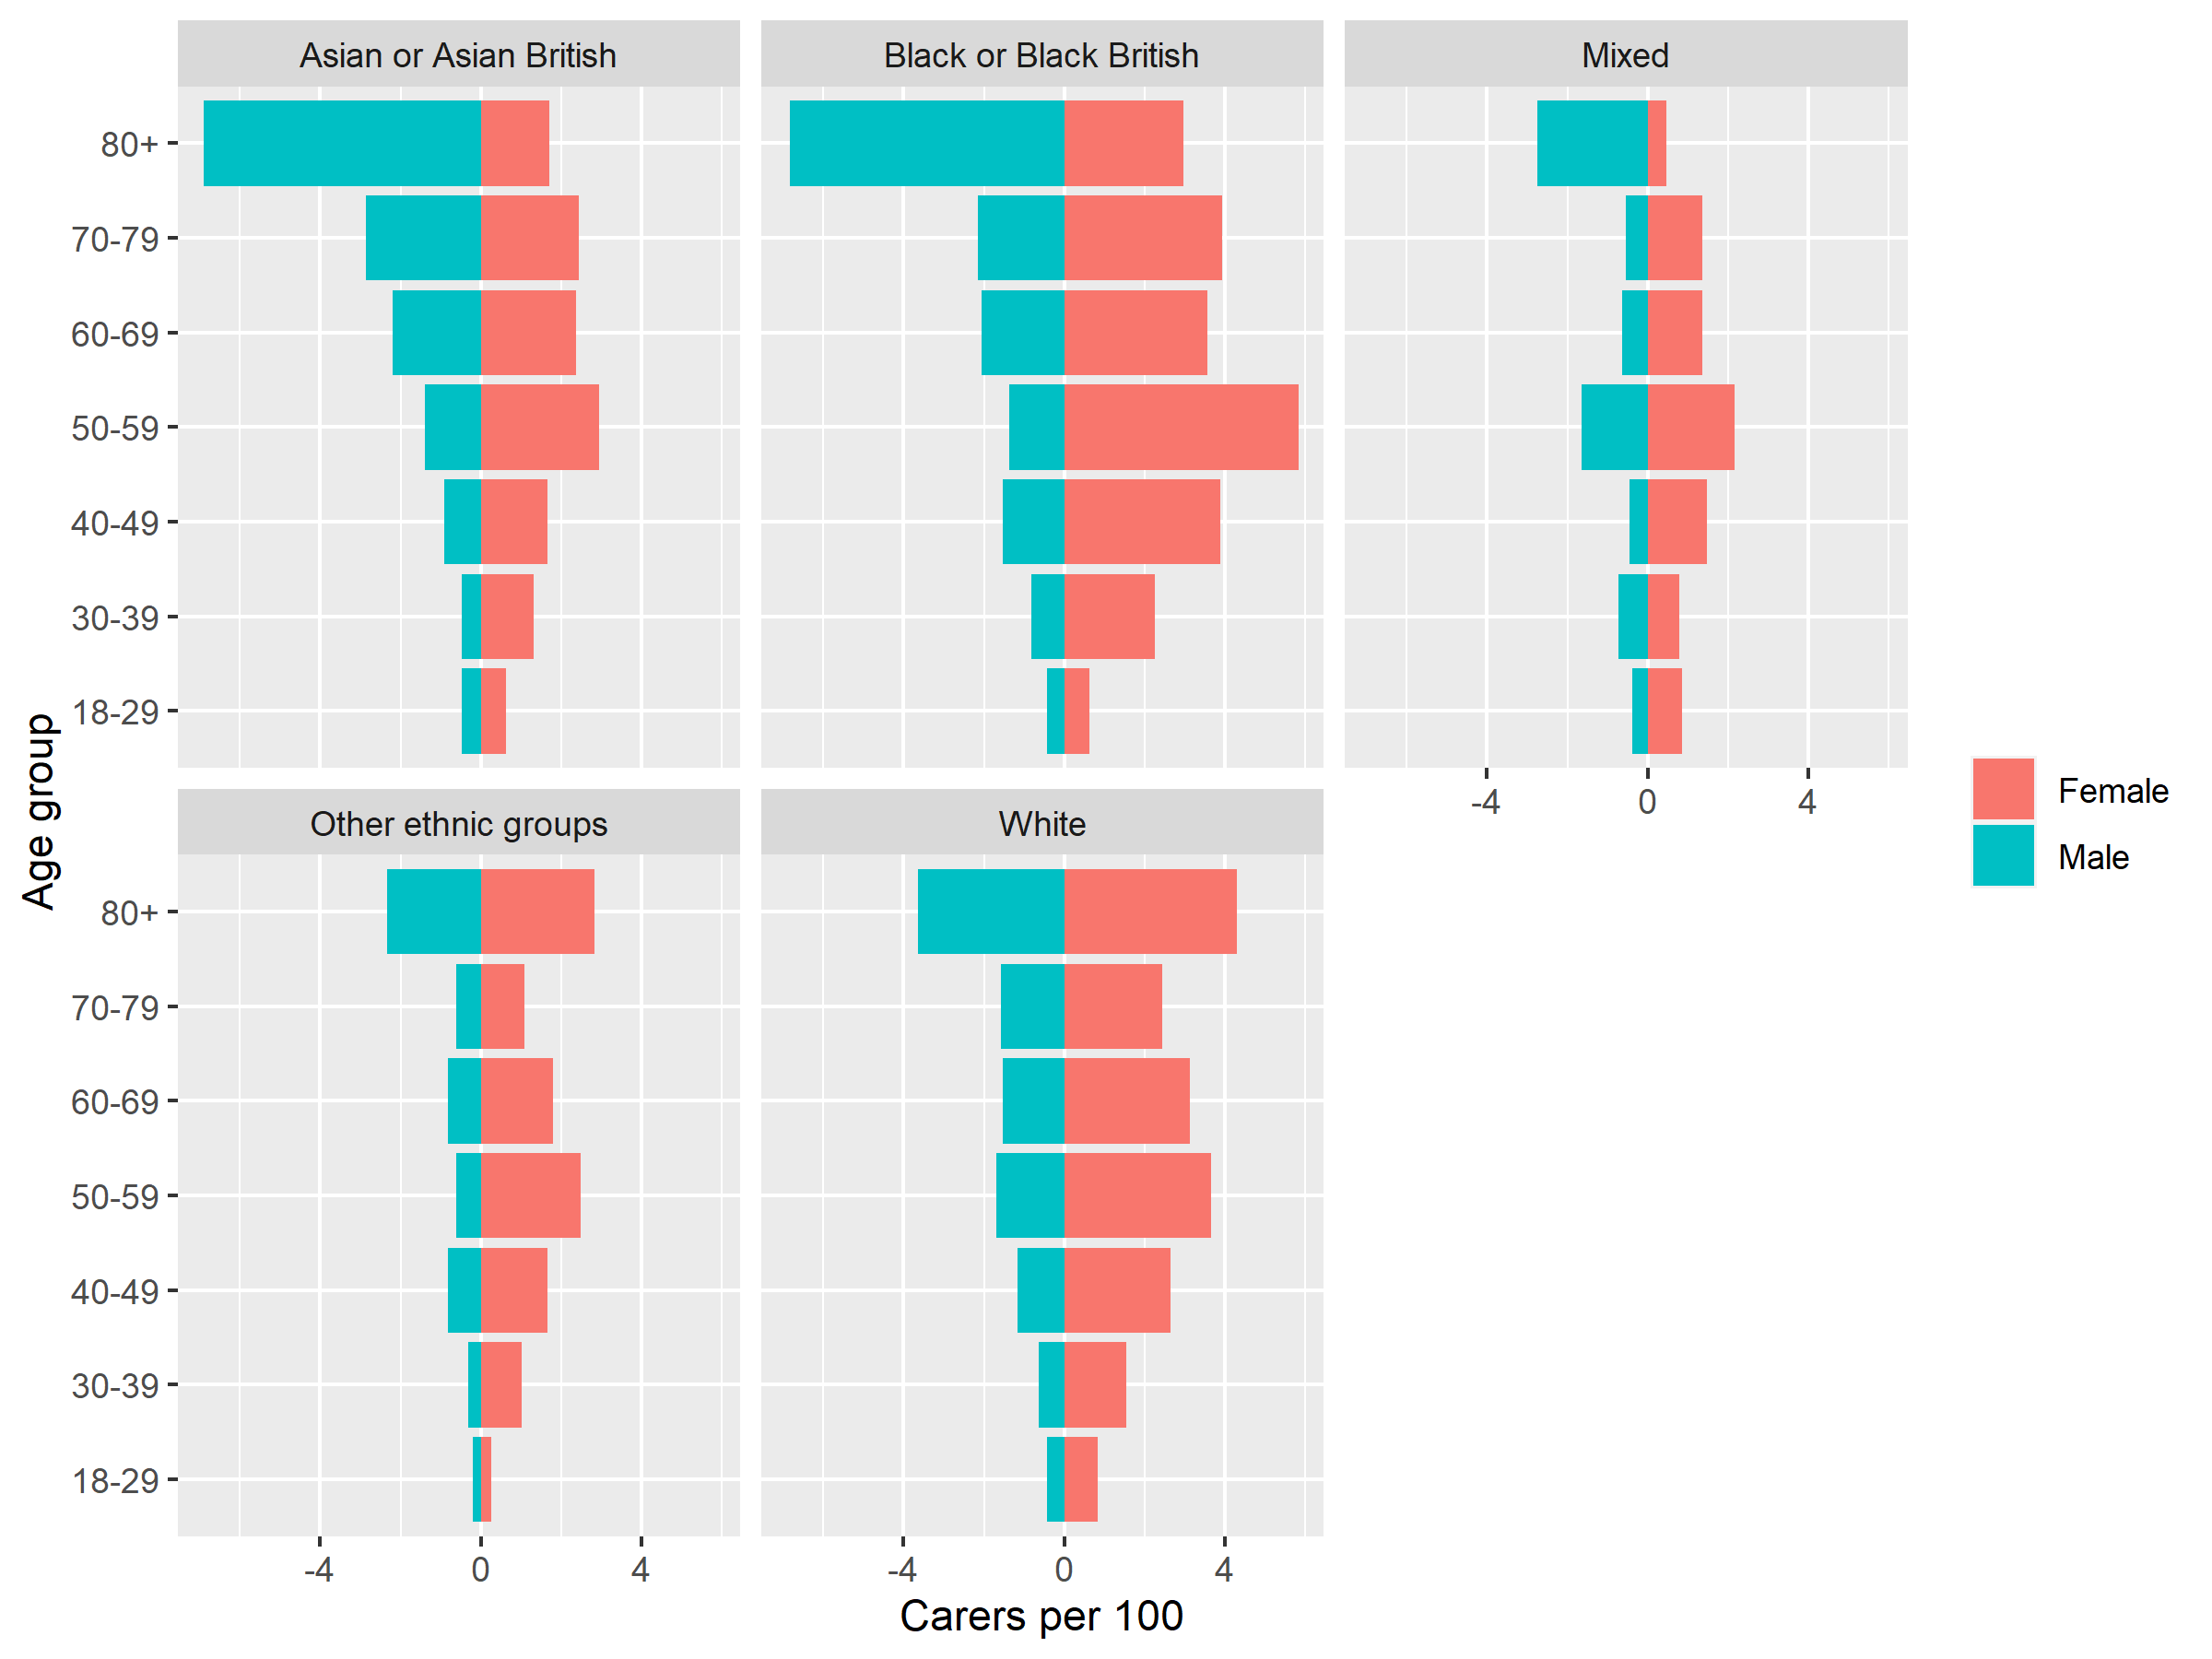 Asian or Asian British
Black or Black British
Mixed
80+
70-79
60-69
50-59
40-49
30-39
18-29
-4 0 4
Age group
Female
Male
Other ethnic groups
White
80+
70-79
60-69
50-59
40-49
30-39
18-29
-4 0 4
-4 0 4
Carers per 100